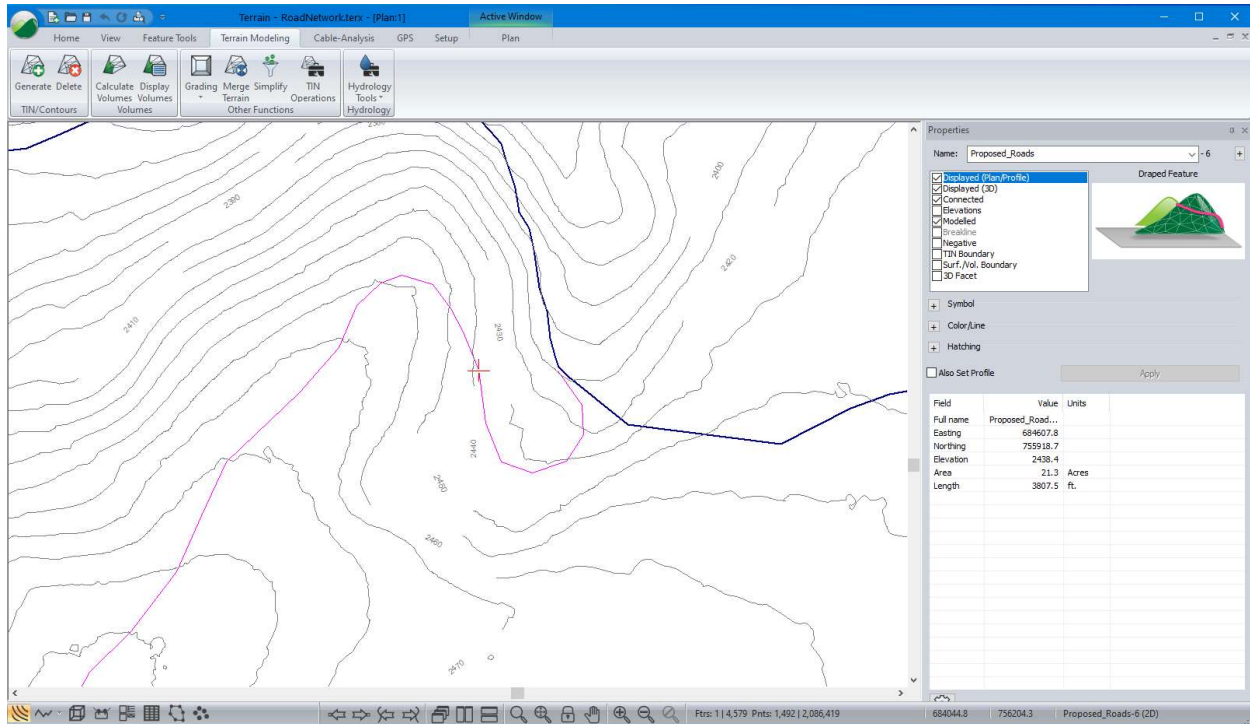 Terrain - RoadNetwork.terx - [Plan:1]
Active Window
Home View Feature Tools Terrain Modeling Cable-Analysis GPS Setup Plan
Generate Delete
TIN/Contours
Calculate Volumes Display Volumes
Volumes
Grading Merge Terrain Simplify TIN Operations
Other Functions
Hydrology Tools
Hydrology
2400
2380
2420
2410
2430
2440
2460
2460
2470
Properties
Name: Proposed_Roads - 6 +
Displayed (Plan/Profile)
Displayed (3D)
Connected
Elevations
Modelled
Breakline
Negative
TIN Boundary
Surf./Vol. Boundary
3D Facet
Draped Feature
+ Symbol
+ Color/Line
+ Hatching
Also Set Profile Apply
Field Value Units
Full name Proposed_Road...
Easting 684607.8
Northing 755918.7
Elevation 2438.4
Area 21.3 Acres
Length 3807.5 ft.
Ftrs: 1 | 4,579 Pnts: 1,492 | 2,086,419 684044.8 756204.3 Proposed_Roads-6 (2D)